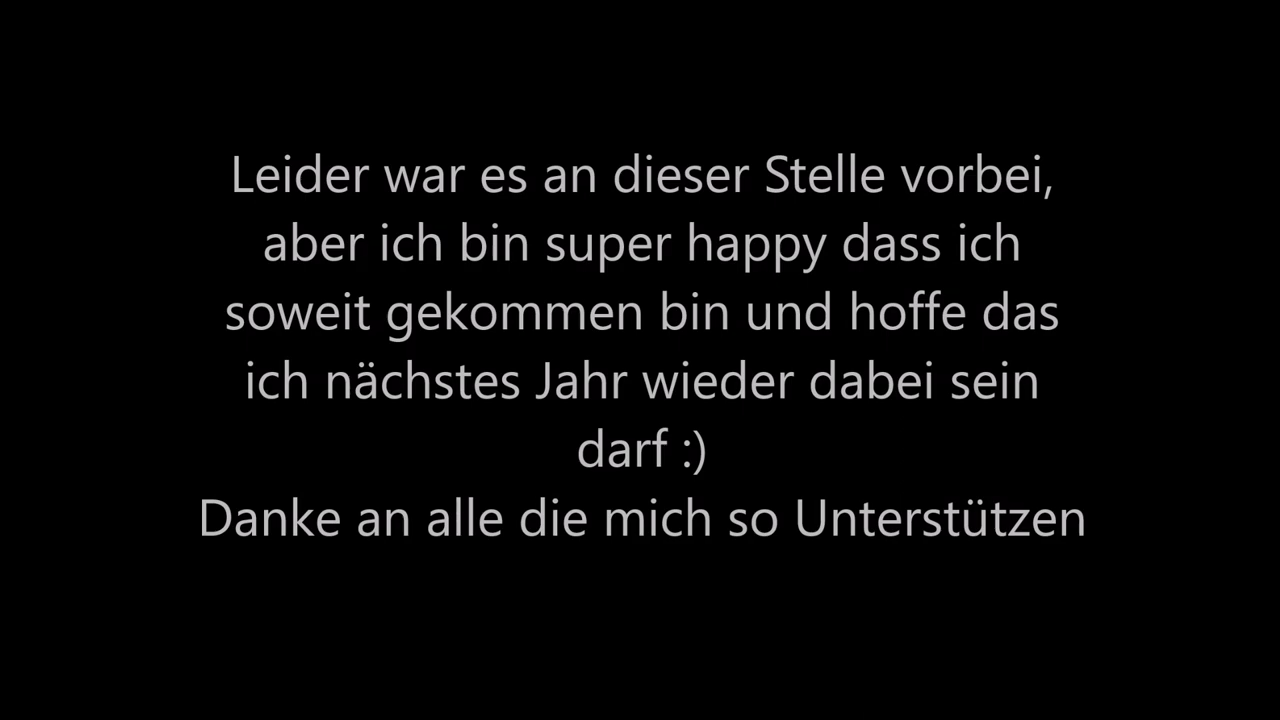 Leider war es an dieser Stelle vorbei,
aber ich bin super happy dass ich
soweit gekommen bin und hoffe das
ich nächstes Jahr wieder dabei sein
darf :)
Danke an alle die mich so Unterstützen